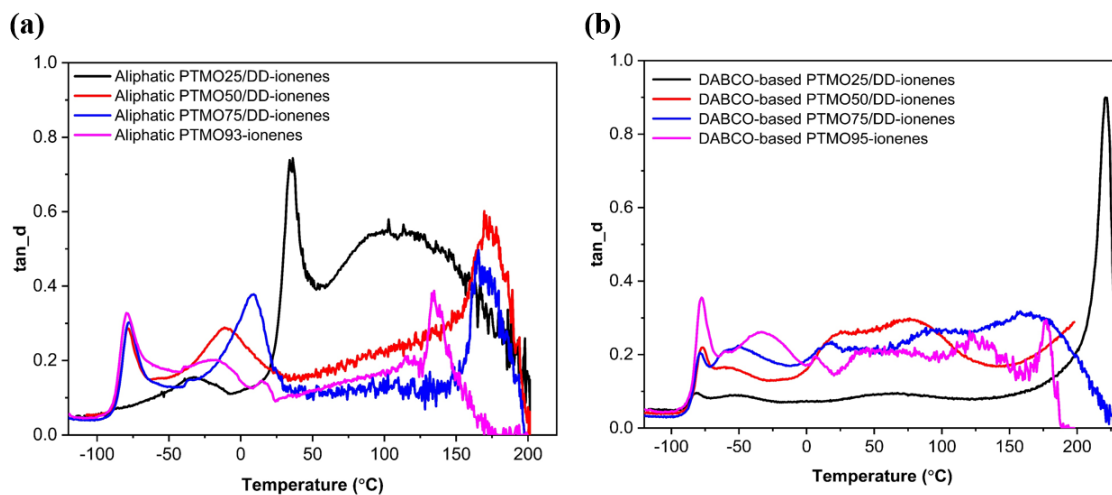 (a)
(b)
1.0
0.8
0.6
0.4
0.2
0.0
tan_d
Aliphatic PTMO25/DD-ionenes
Aliphatic PTMO50/DD-ionenes
Aliphatic PTMO75/DD-ionenes
Aliphatic PTMO93-ionenes
-100 -50 0 50 100 150 200
Temperature (°C)
1.0
0.8
0.6
0.4
0.2
0.0
tan_d
DABCO-based PTMO25/DD-ionenes
DABCO-based PTMO50/DD-ionenes
DABCO-based PTMO75/DD-ionenes
DABCO-based PTMO95-ionenes
-100 -50 0 50 100 150 200
Temperature (°C)